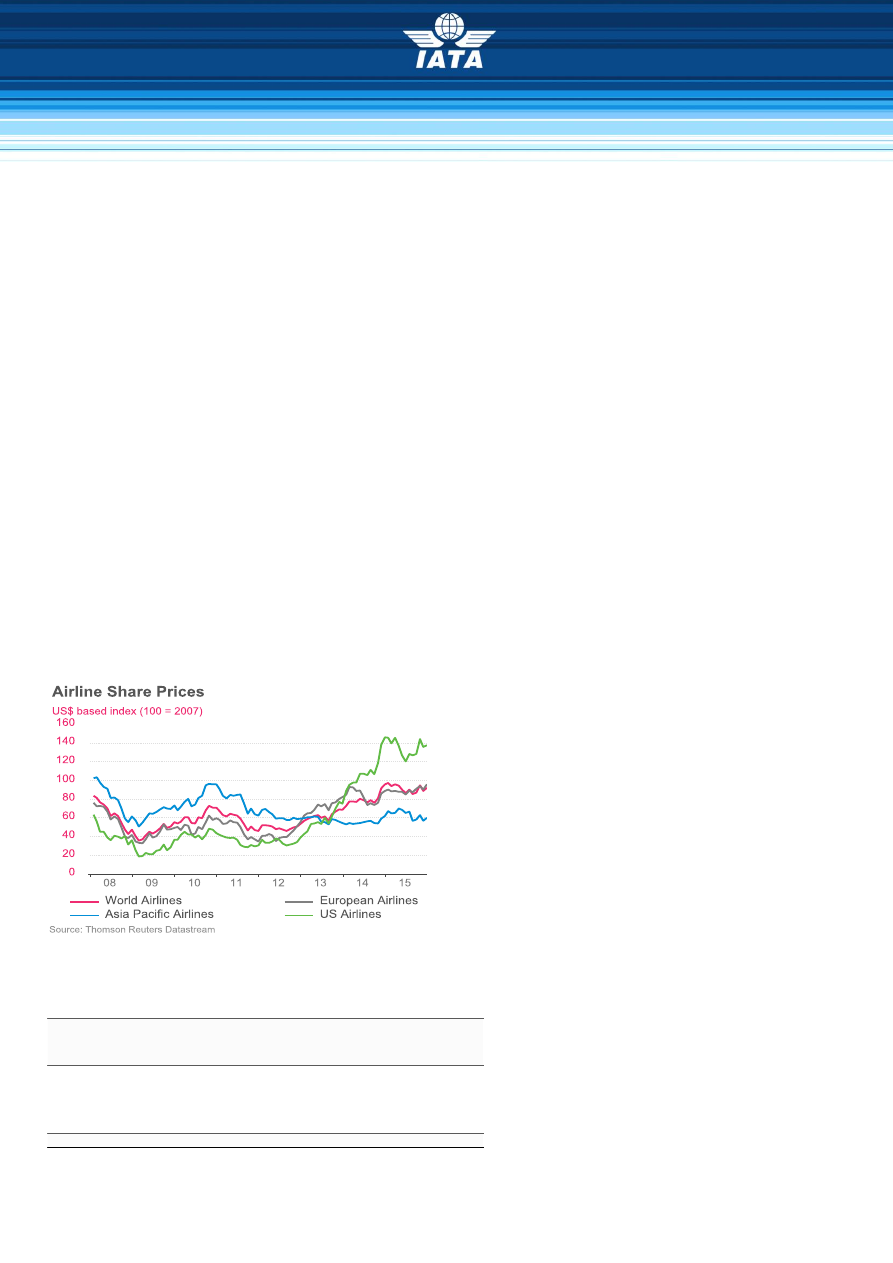 IATA
Airline Share Prices
US$ based index (100 = 2007)
160
140
120
100
80
60
40
20
0
08 09 10 11 12 13 14 15
World Airlines European Airlines
Asia Pacific Airlines US Airlines
Source: Thomson Reuters Datastream